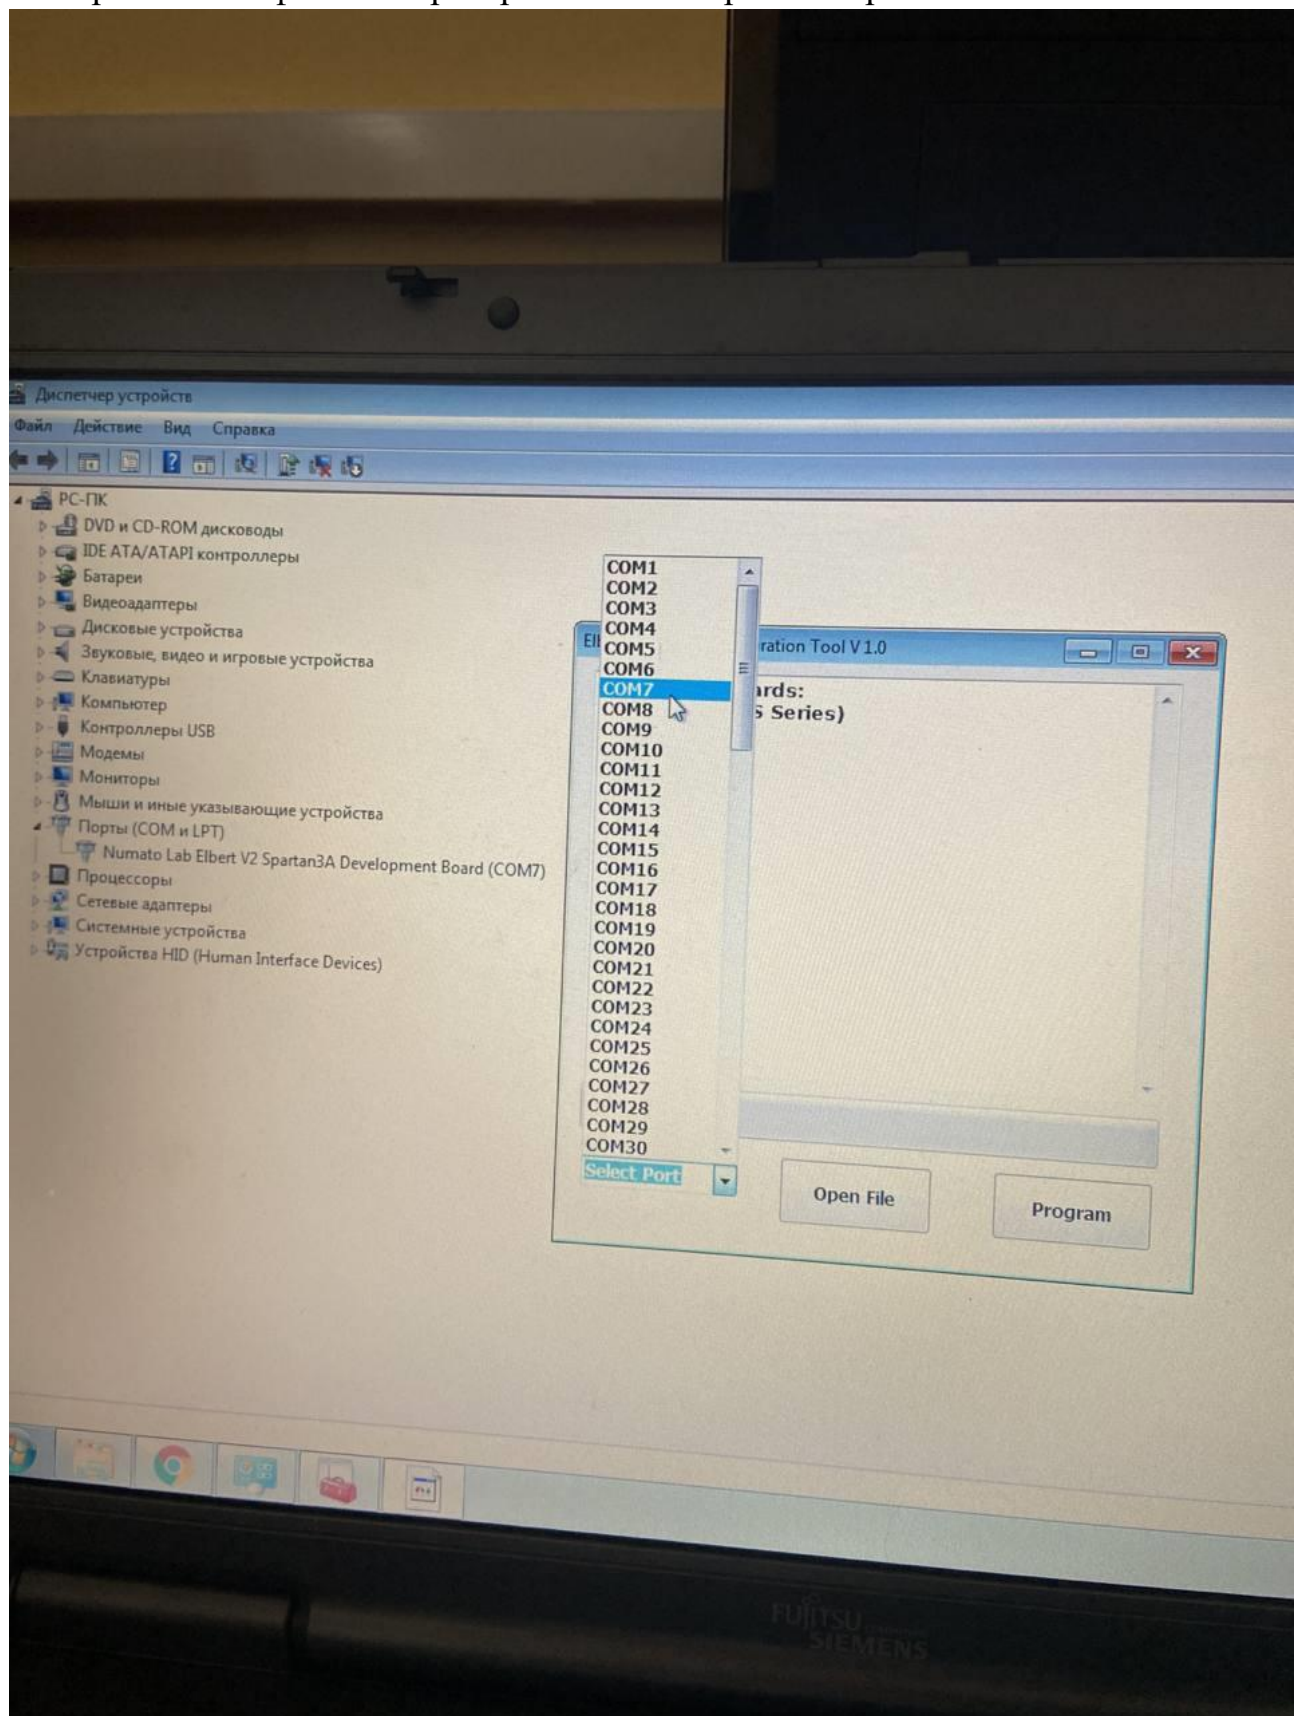 Диспетчер устройств
Файл Действие Вид Справка
РС-ПК
DVD и CD-ROM дисководы
IDE ATA/ATAPI контроллеры
Батареи
Видеоадаптеры
Дисковые устройства
Звуковые, видео и игровые устройства
Клавиатуры
Компьютер
Контроллеры USB
Модемы
Мониторы
Мыши и иные указывающие устройства
Порты (COM и LPT)
Numato Lab Elbert V2 Spartan3A Development Board (COM7)
Процессоры
Сетевые адаптеры
Системные устройства
Устройства HID (Human Interface Devices)
COM1
COM2
COM3
COM4
COM5
COM6
COM7
COM8
COM9
COM10
COM11
COM12
COM13
COM14
COM15
COM16
COM17
COM18
COM19
COM20
COM21
COM22
COM23
COM24
COM25
COM26
COM27
COM28
COM29
COM30
ration Tool V 1.0
ards:
S Series)
Select Port
Open File
Program
FUJITSU
SIEMENS